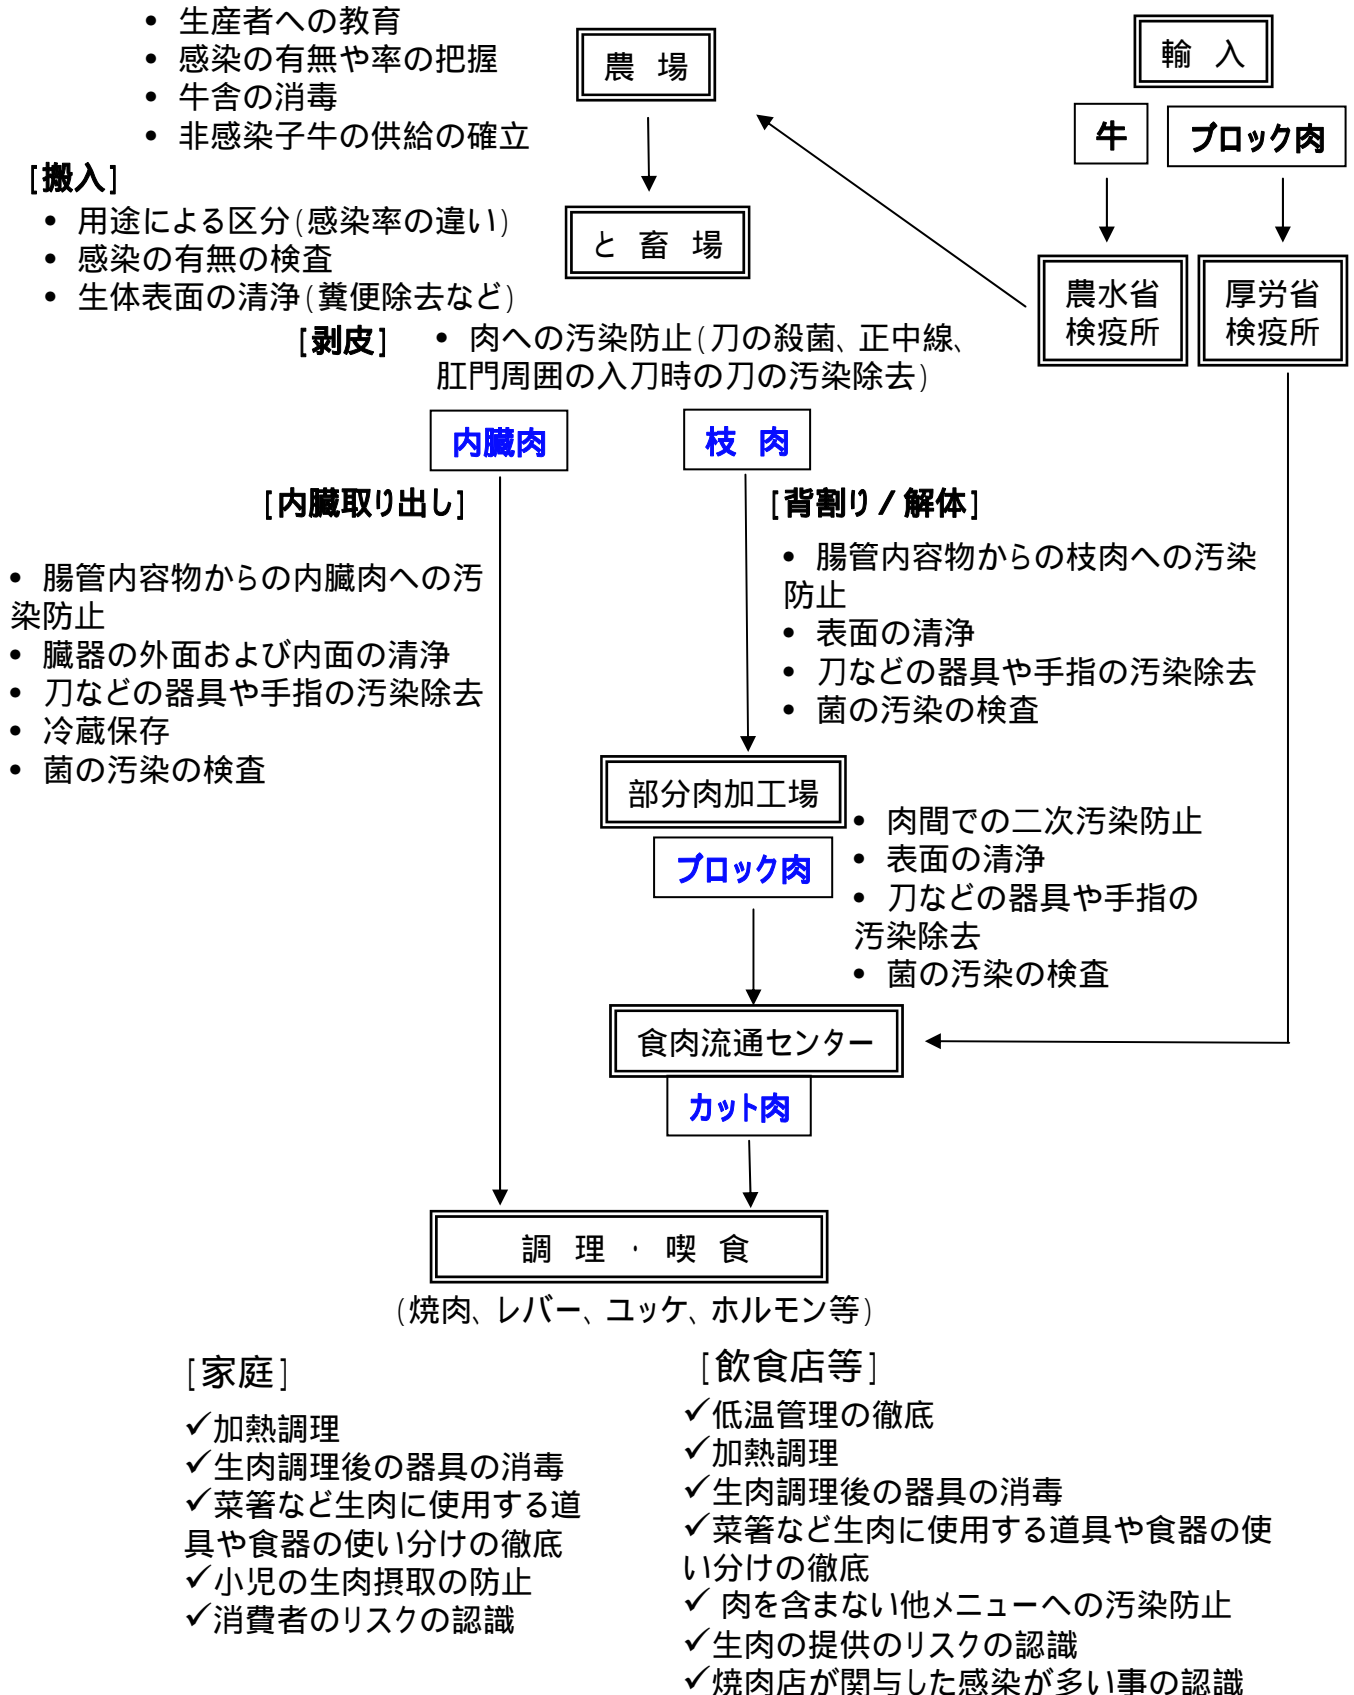 • 生産者への教育
• 感染の有無や率の把握
• 牛舎の消毒
• 非感染子牛の供給の確立
農 場
輸 入
牛
ブロック肉
[搬入]
• 用途による区分(感染率の違い)
• 感染の有無の検査
• 生体表面の清浄(糞便除去など)
と 畜 場
農水省
検疫所
厚労省
検疫所
[剥皮]
• 肉への汚染防止(刀の殺菌、正中線、
肛門周囲の入刀時の刀の汚染除去)
内臓肉
枝 肉
[内臓取り出し]
[背割り/解体]
• 腸管内容物からの内臓肉への汚
染防止
• 臓器の外面および内面の清浄
• 刀などの器具や手指の汚染除去
• 冷蔵保存
• 菌の汚染の検査
• 腸管内容物からの枝肉への汚染
防止
• 表面の清浄
• 刀などの器具や手指の汚染除去
• 菌の汚染の検査
部分肉加工場
ブロック肉
• 肉間での二次汚染防止
• 表面の清浄
• 刀などの器具や手指の
汚染除去
• 菌の汚染の検査
食肉流通センター
カット肉
調 理 ・ 喫 食
(焼肉、レバー、ユッケ、ホルモン等)
[家庭]
✓加熱調理
✓生肉調理後の器具の消毒
✓菜箸など生肉に使用する道
具や食器の使い分けの徹底
✓小児の生肉摂取の防止
✓消費者のリスクの認識
[飲食店等]
✓低温管理の徹底
✓加熱調理
✓生肉調理後の器具の消毒
✓菜箸など生肉に使用する道具や食器の使
い分けの徹底
✓ 肉を含まない他メニューへの汚染防止
✓生肉の提供のリスクの認識
✓焼肉店が関与した感染が多い事の認識